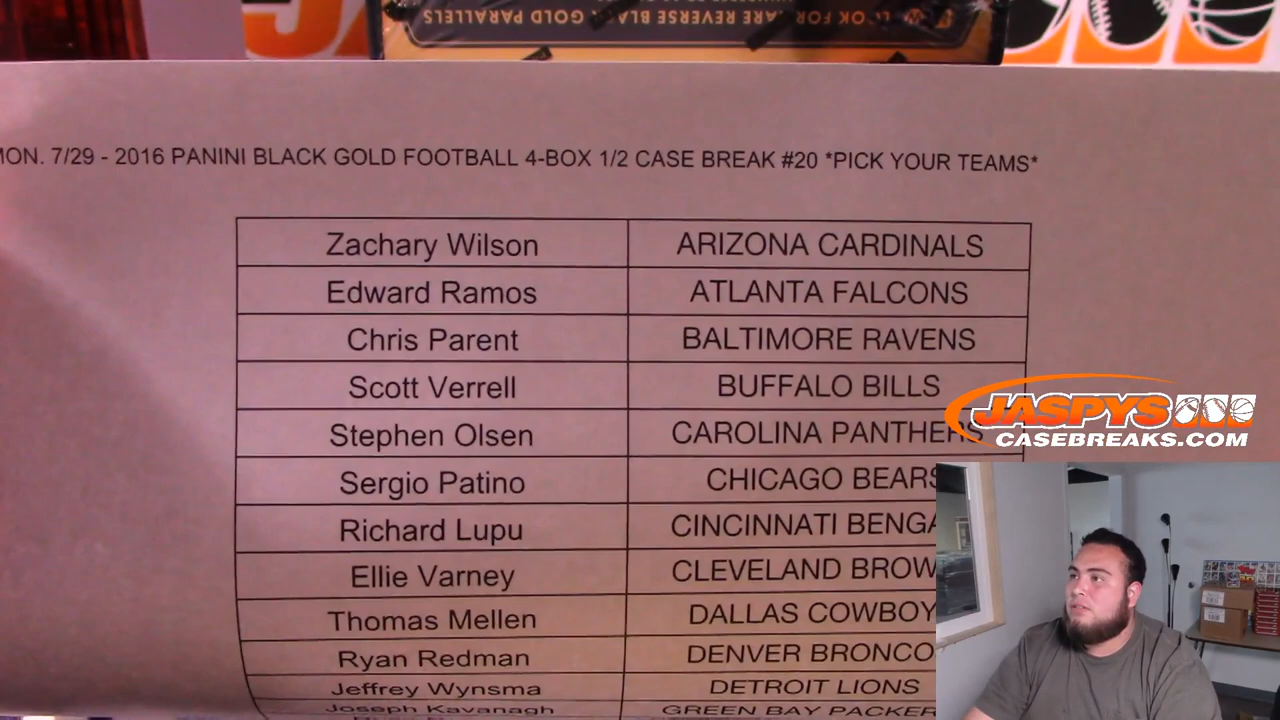 LOOK FOR RARE REVERSE BLACK GOLD PARALLELS
MON. 7/29 - 2016 PANINI BLACK GOLD FOOTBALL 4-BOX 1/2 CASE BREAK #20 *PICK YOUR TEAMS*
Zachary Wilson ARIZONA CARDINALS
Edward Ramos ATLANTA FALCONS
Chris Parent BALTIMORE RAVENS
Scott Verrell BUFFALO BILLS
Stephen Olsen CAROLINA PANTHERS
Sergio Patino CHICAGO BEARS
Richard Lupu CINCINNATI BENGA
Ellie Varney CLEVELAND BROW
Thomas Mellen DALLAS COWBOY
Ryan Redman DENVER BRONCO
Jeffrey Wynsma DETROIT LIONS
Joseph Kavanagh GREEN BAY PACKER
JASPYS
CASEBREAKS.COM